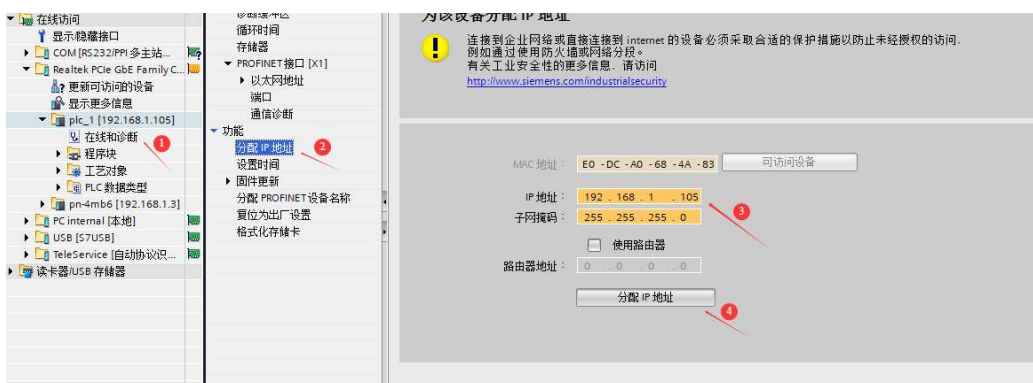 在线访问
显示/隐藏接口
COM [RS232/PPI 多主站...
Realtek PCIe GbE Family C...
更新可访问的设备
显示更多信息
plc_1 [192.168.1.105]
在线和诊断
1
程序块
工艺对象
PLC 数据类型
pn-4mb6 [192.168.1.3]
PC internal [本地]
USB [S7USB]
TeleService [自动协议识...
读卡器/USB 存储器
诊断缓冲区
循环时间
存储器
PROFINET 接口 [X1]
以太网地址
端口
通信诊断
功能
分配 IP 地址
2
设置时间
固件更新
分配 PROFINET 设备名称
复位为出厂设置
格式化存储卡
为该设备分配 IP 地址
连接到企业网络或直接连接到 internet 的设备必须采取合适的保护措施以防止未经授权的访问.
例如通过使用防火墙或网络分段。
有关工业安全性的更多信息. 请访问
http://www.siemens.com/industrialsecurity
MAC 地址： E0 - DC - A0 - 68 - 4A - 83 可访问设备
IP 地址： 192 . 168 . 1 . 105
3
子网掩码： 255 . 255 . 255 . 0
使用路由器
路由器地址： 0 . 0 . 0 . 0
分配 IP 地址
4